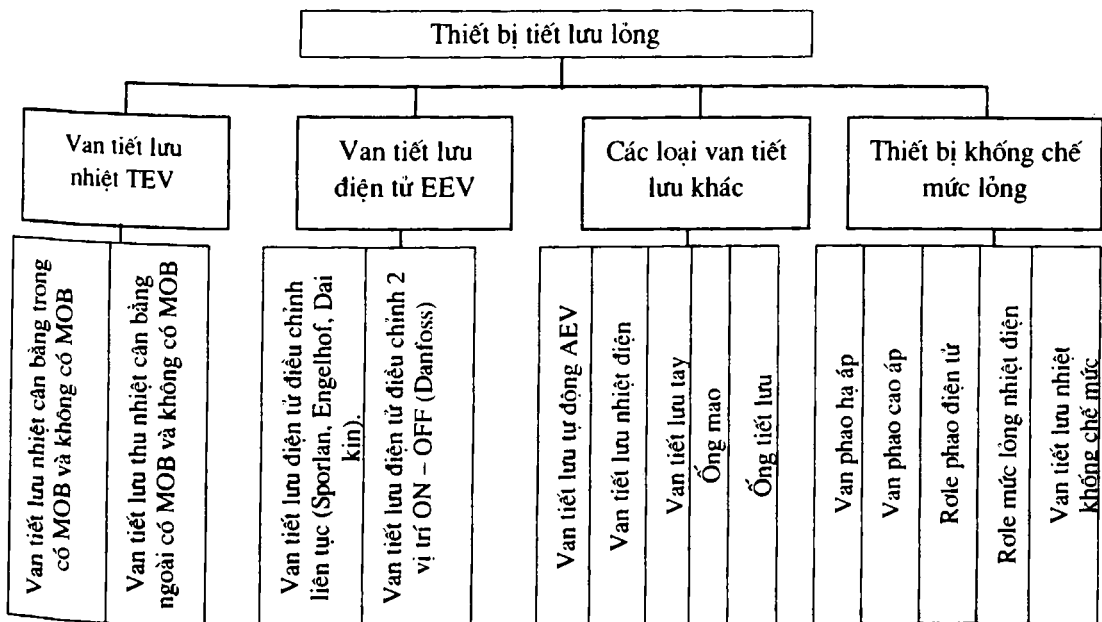 Thiết bị tiết lưu lỏng
Van tiết lưu
nhiệt TEV
Van tiết lưu
điện tử EEV
Các loại van tiết
lưu khác
Thiết bị khống chế
mức lỏng
Van tiết lưu nhiệt cân bằng trong
có MOB và không có MOB
Van tiết lưu thu nhiệt cân bằng
ngoài có MOB và không có MOB
Van tiết lưu điện tử điều chỉnh
liên tục (Sporlan, Engelhof, Dai
kin).
Van tiết lưu điện tử điều chỉnh 2
vị trí ON – OFF (Danfoss)
Van tiết lưu tự động AEV
Van tiết lưu nhiệt điện
Van tiết lưu tay
Ống mao
Ống tiết lưu
Van phao hạ áp
Van phao cao áp
Rơle phao điện tử
Rơle mức lỏng nhiệt điện
Van tiết lưu nhiệt
khống chế mức